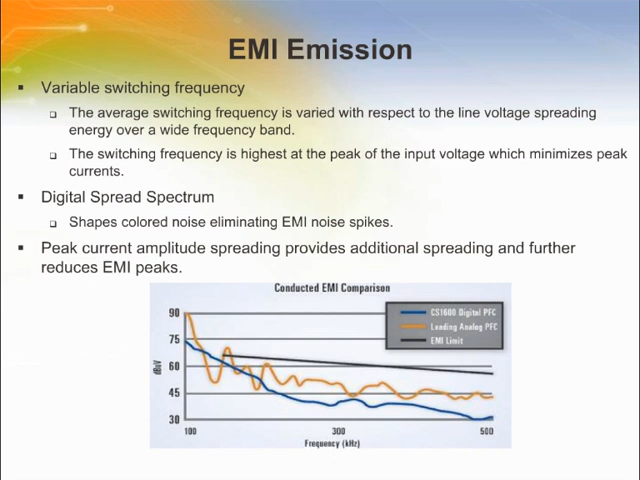 EMI Emission
▪ Variable switching frequency
❑ The average switching frequency is varied with respect to the line voltage spreading
energy over a wide frequency band.
❑ The switching frequency is highest at the peak of the input voltage which minimizes peak
currents.
▪ Digital Spread Spectrum
❑ Shapes colored noise eliminating EMI noise spikes.
▪ Peak current amplitude spreading provides additional spreading and further
reduces EMI peaks.
Conducted EMI Comparison
CS1600 Digital PFC
Leading Analog PFC
EMI Limit
90
75
60
45
30
dBuV
100 300 500
Frequency (kHz)